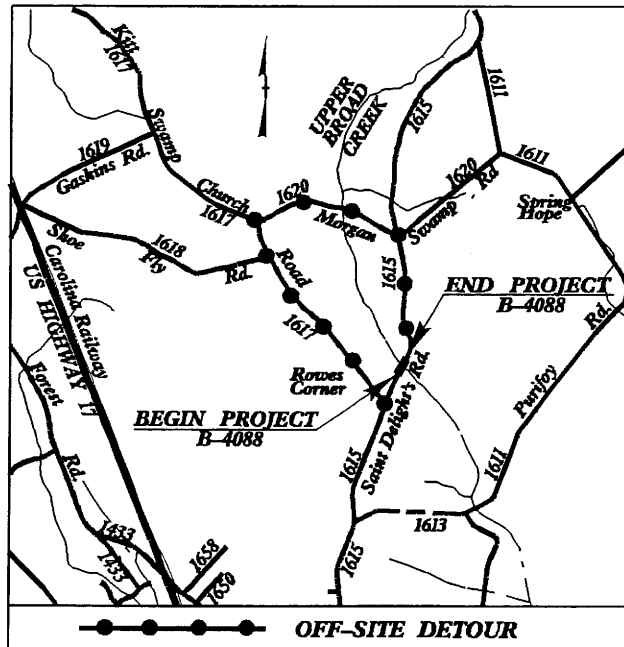 Kitt
1617
Swamp
1611
1615
UPPER
BROAD
CREEK
1619
Gaskins Rd.
1620
1611
Church
1617
1620
Morgan
Swamp
Rd
Spring
Hope
Shoe
Fly
1618
Rd.
Road
1615
Carolina Railway
US HIGHWAY 17
1617
END PROJECT
B-4088
Rd.
Forest
Rowes
Corner
Purifoy
BEGIN PROJECT
B-4088
Saint Delight's Rd.
Rd.
1615
1611
1433
1613
1433
1658
1650
1615
OFF-SITE DETOUR